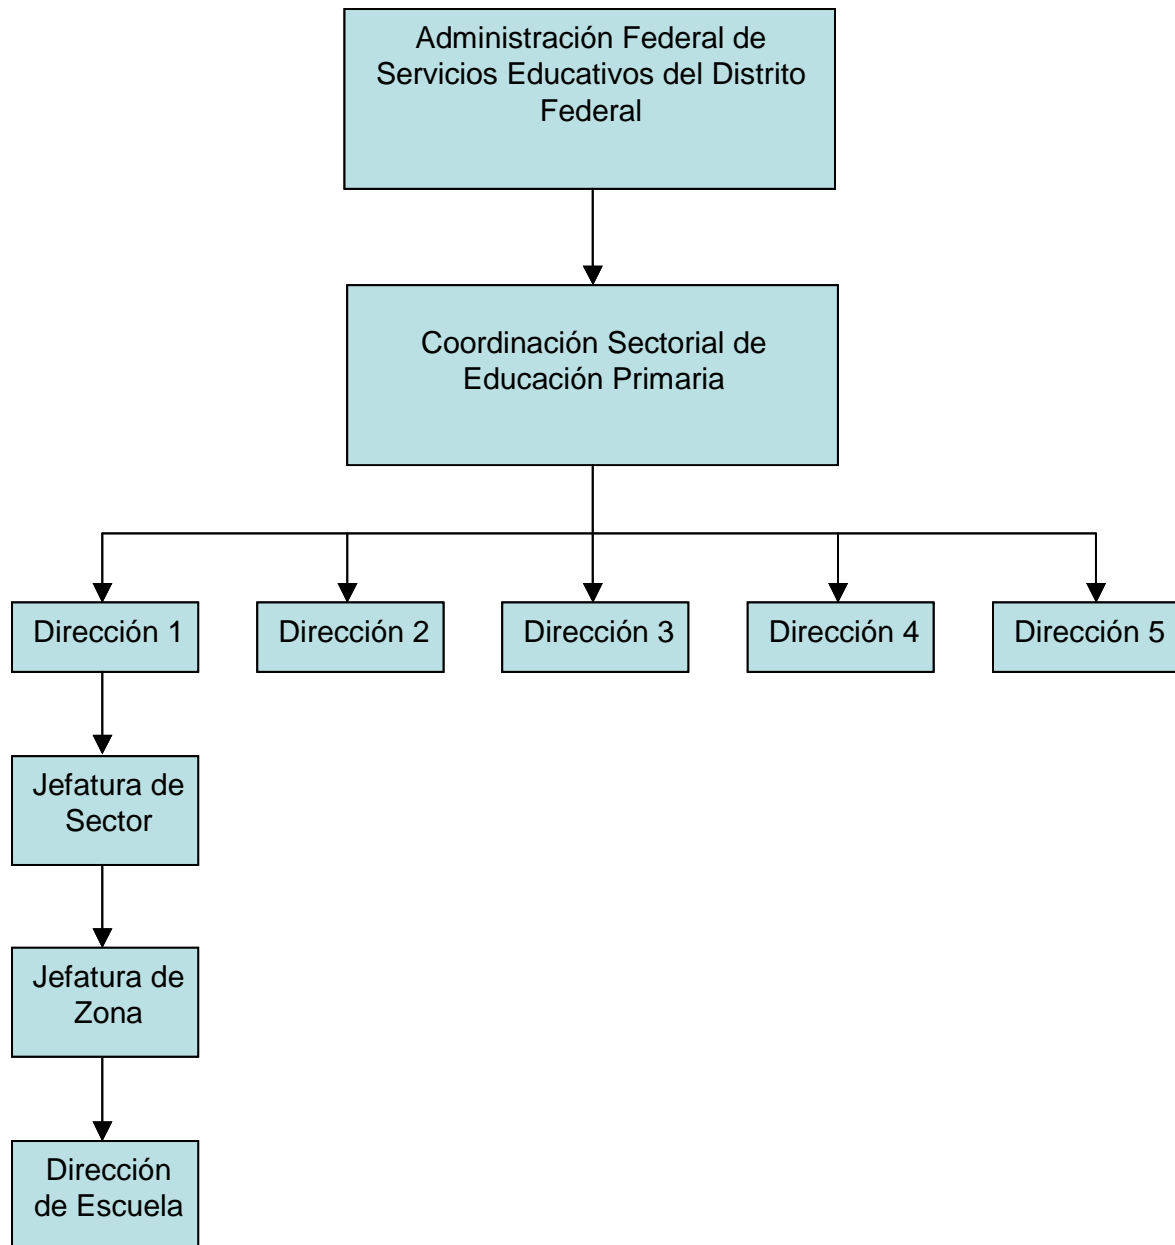 Administración Federal de
Servicios Educativos del Distrito
Federal
Coordinación Sectorial de
Educación Primaria
Dirección 1
Dirección 2
Dirección 3
Dirección 4
Dirección 5
Jefatura de
Sector
Jefatura de
Zona
Dirección
de Escuela